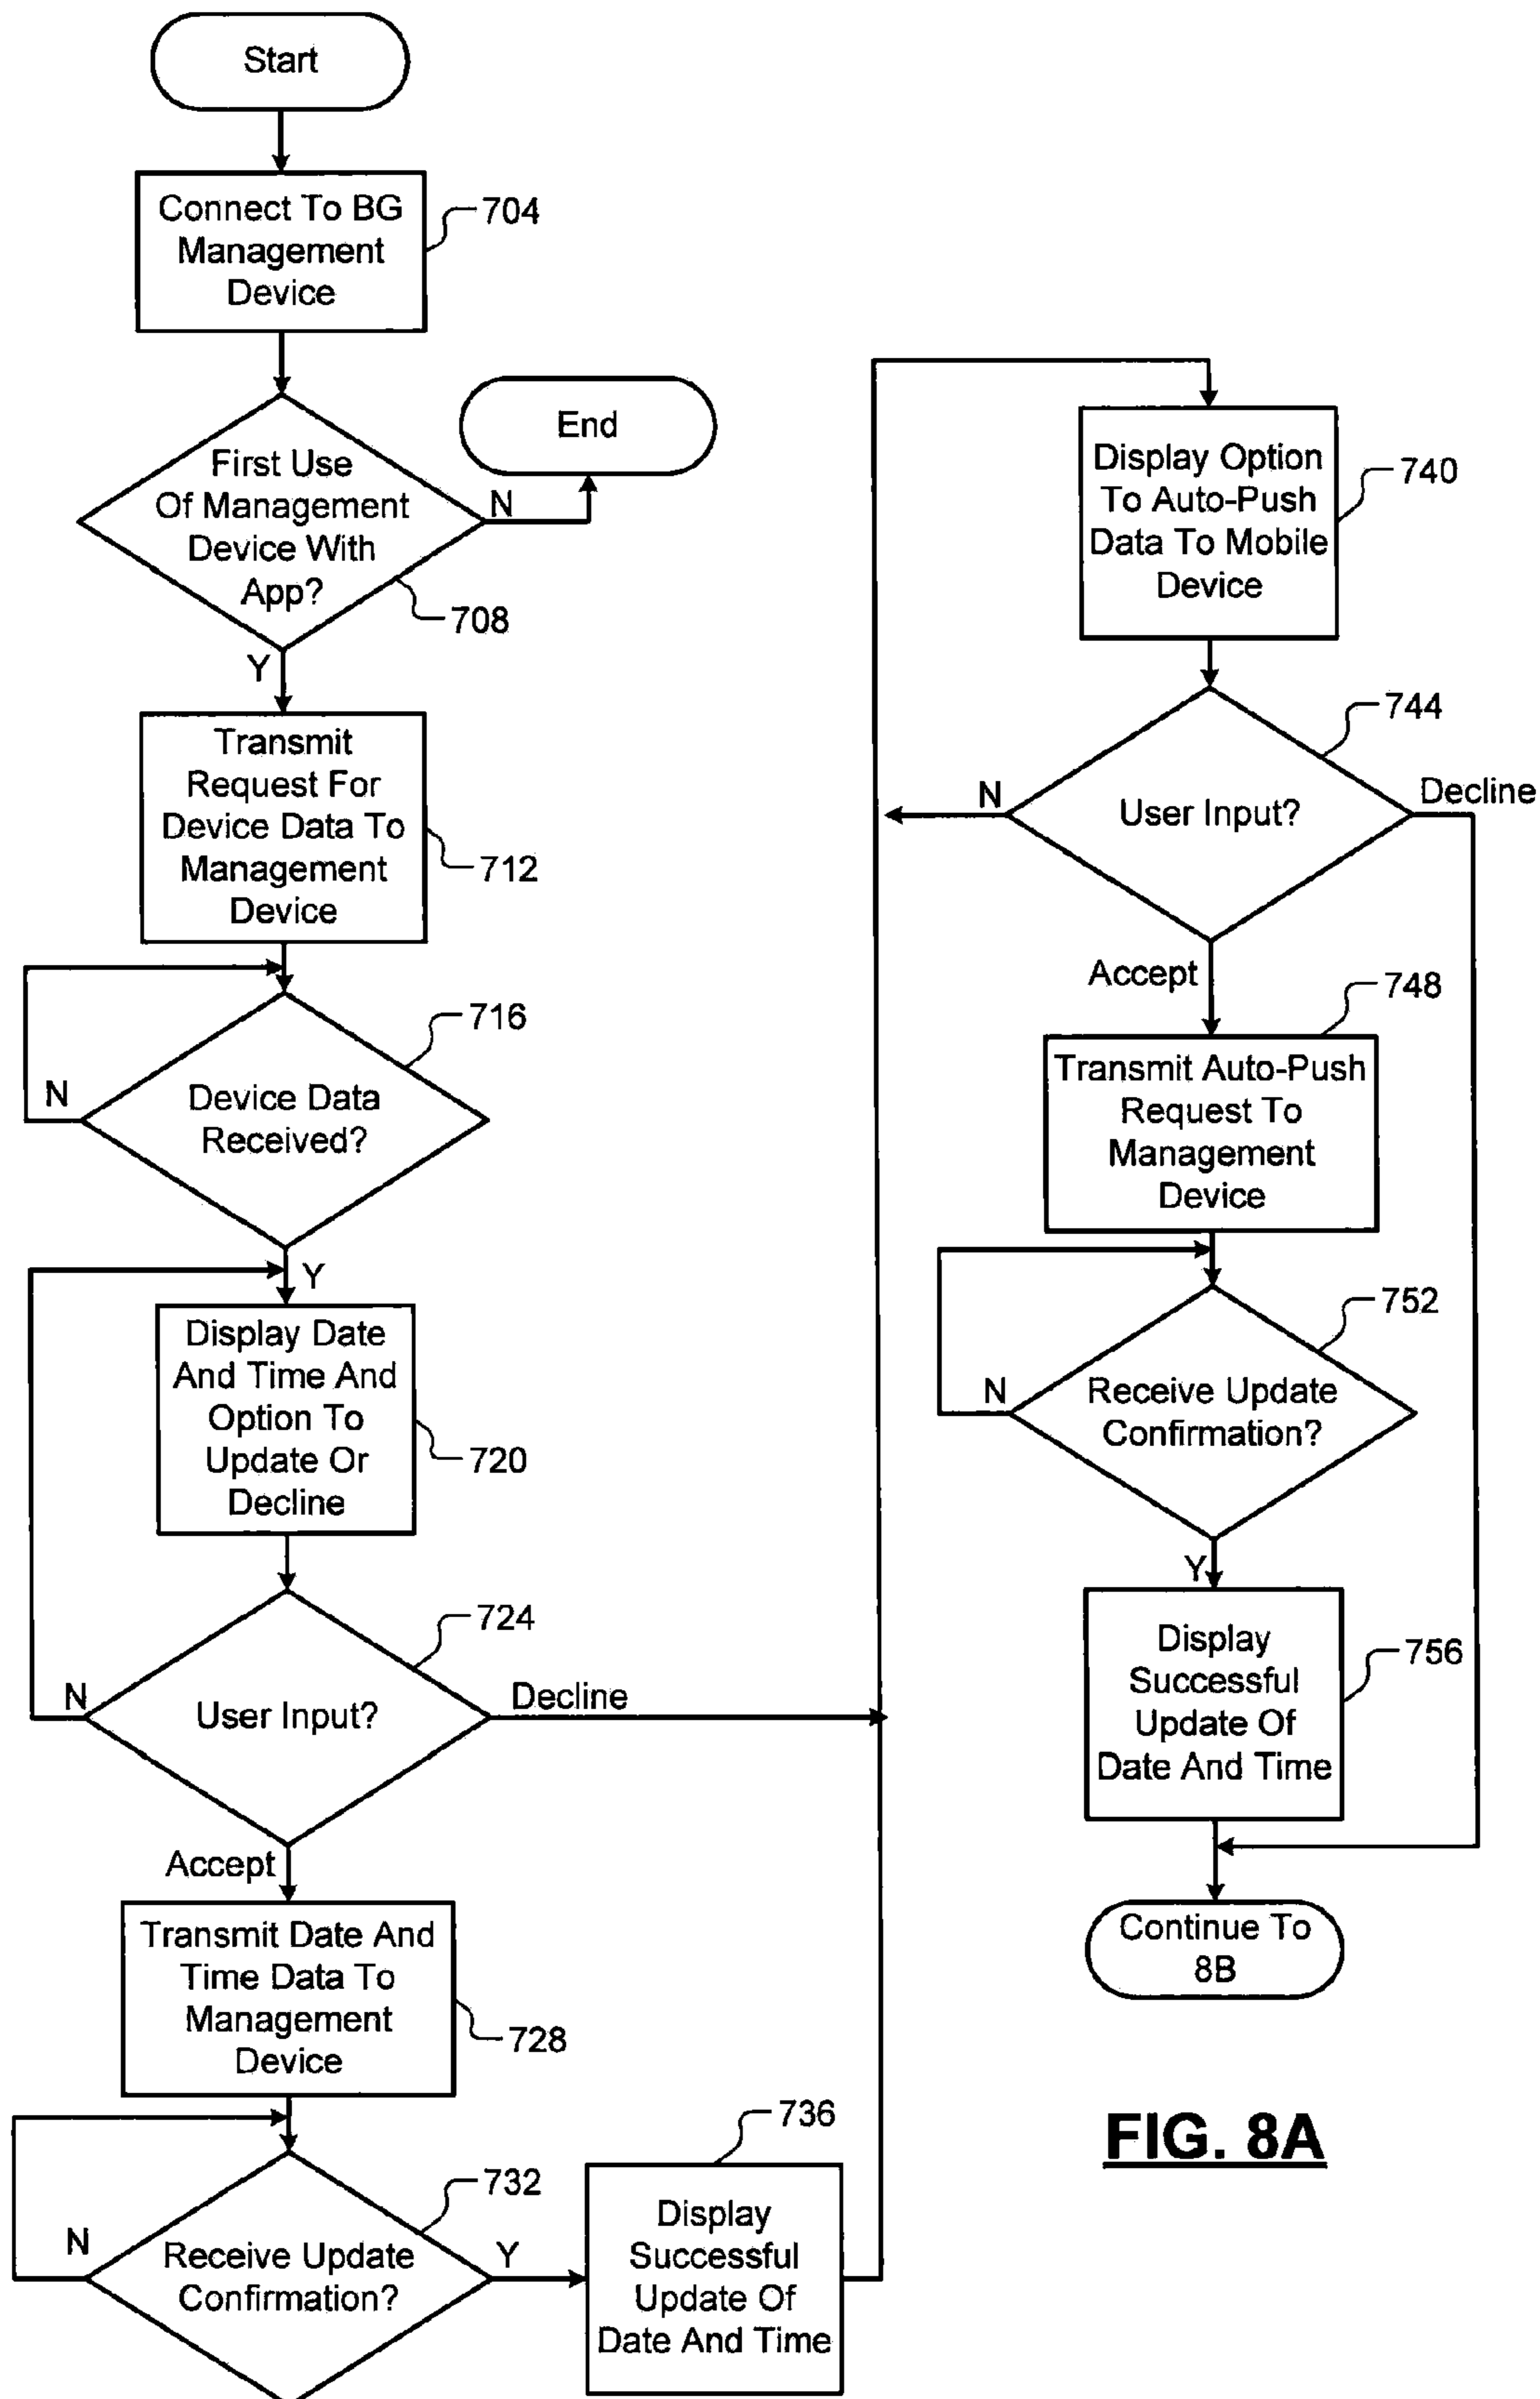 Start
Connect To BG
Management
Device
704
First Use
Of Management
Device With
App?
708
N
End
Y
Transmit
Request For
Device Data To
Management
Device
712
716
Device Data
Received?
N
Y
Display Date
And Time And
Option To
Update Or
Decline
720
724
User Input?
N
Decline
Accept
Transmit Date And
Time Data To
Management
Device
728
732
Receive Update
Confirmation?
N
Y
736
Display
Successful
Update Of
Date And Time
Display Option
To Auto-Push
Data To Mobile
Device
740
744
User Input?
N
Decline
Accept
748
Transmit Auto-Push
Request To
Management
Device
752
Receive Update
Confirmation?
N
Y
Display
Successful
Update Of
Date And Time
756
Continue To
8B
FIG. 8A